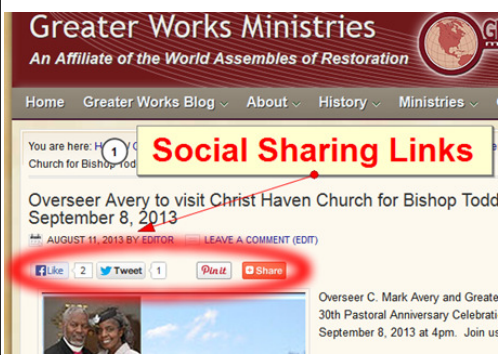 Greater Works Ministries
An Affiliate of the World Assembles of Restoration
Home Greater Works Blog About History Ministries
You are here: H
1
Church for Bishop Tod
Social Sharing Links
Overseer Avery to visit Christ Haven Church for Bishop Todd
September 8, 2013
AUGUST 11, 2013 BY EDITOR LEAVE A COMMENT (EDIT)
Like 2 Tweet 1 Pin it Share
Overseer C. Mark Avery and Greate
30th Pastoral Anniversary Celebrati
September 8, 2013 at 4pm. Join us